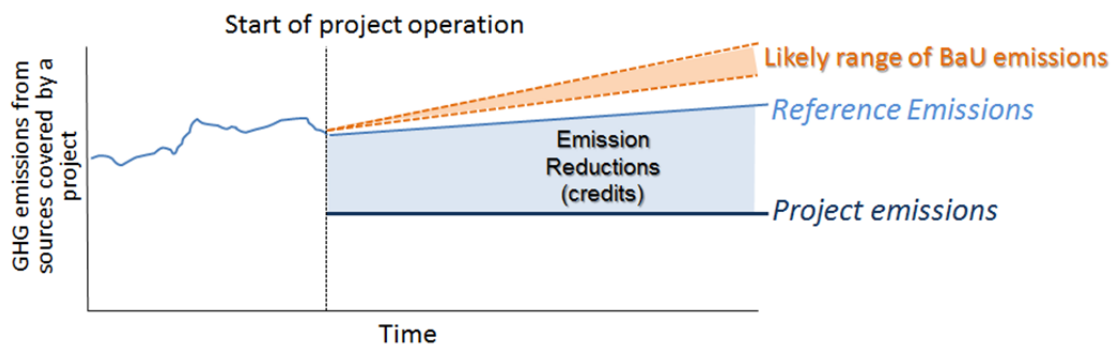 Start of project operation
GHG emissions from
sources covered by a
project
Likely range of BaU emissions
Reference Emissions
Emission
Reductions
(credits)
Project emissions
Time